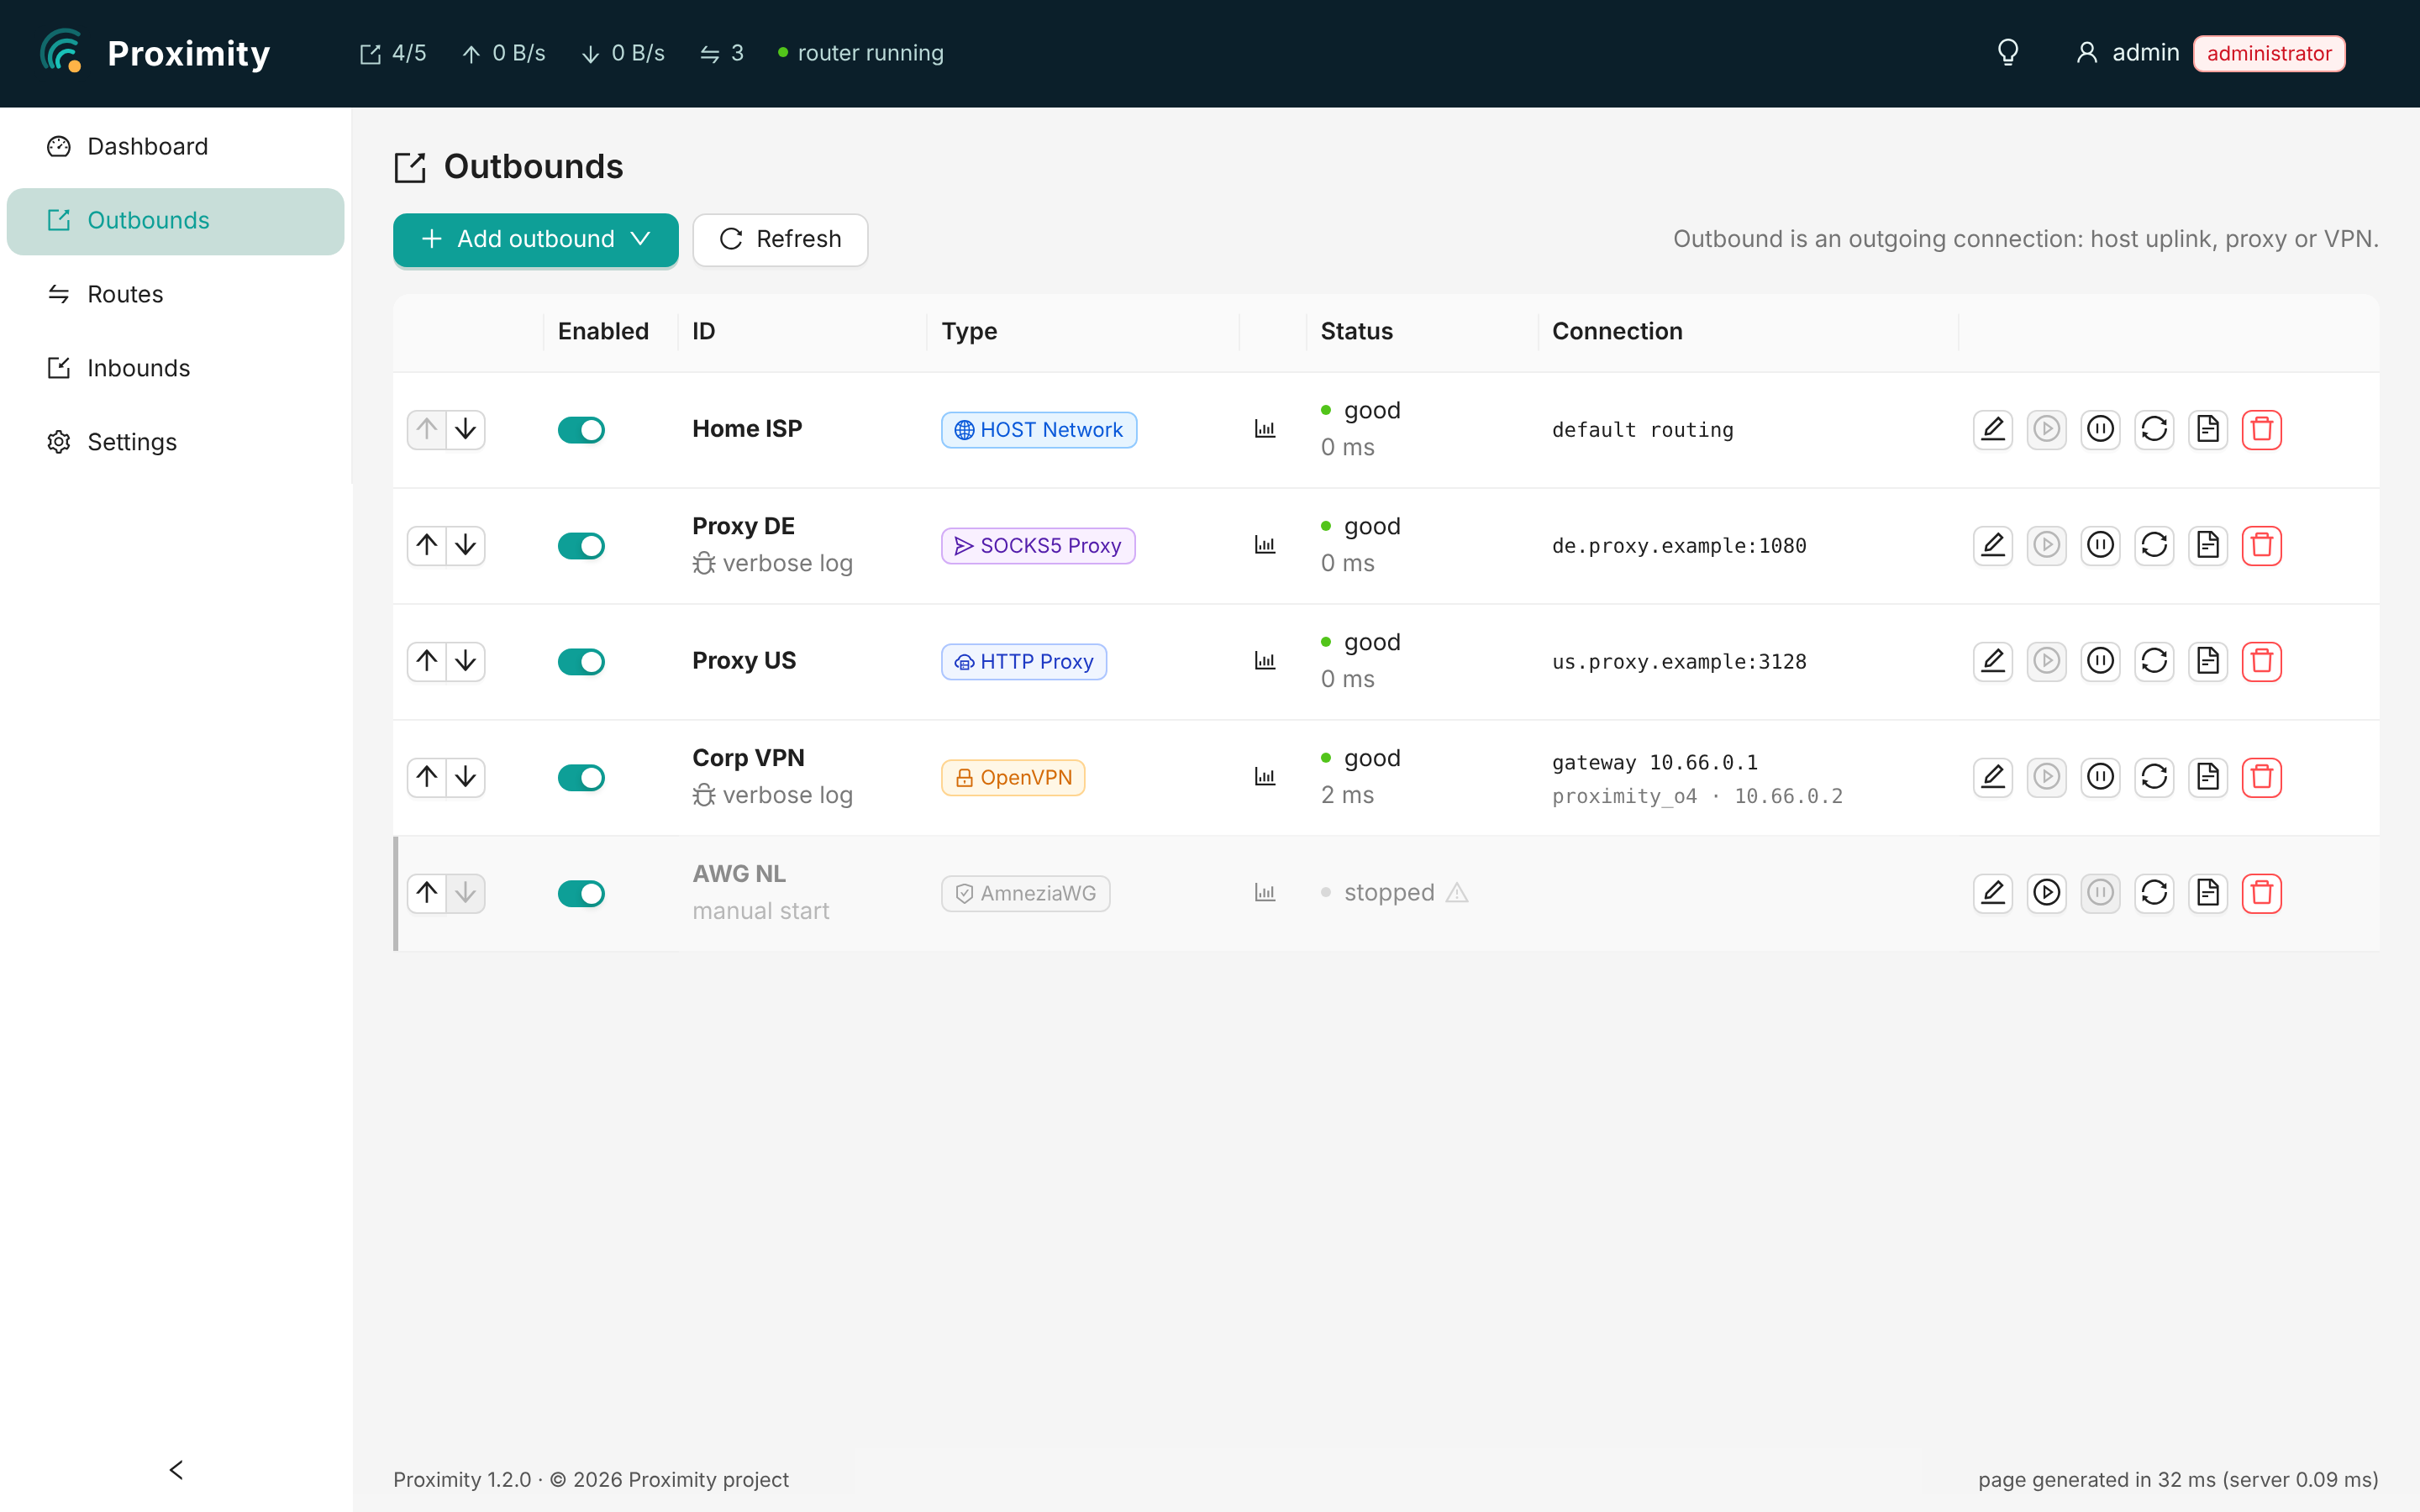 Proximity
4/5
0 B/s
0 B/s
3
router running
admin
administrator
Dashboard
Outbounds
Routes
Inbounds
Settings
Outbounds
Add outbound
Refresh
Outbound is an outgoing connection: host uplink, proxy or VPN.
Enabled
ID
Type
Status
Connection
Home ISP
HOST Network
good
0 ms
default routing
Proxy DE
verbose log
SOCKS5 Proxy
good
0 ms
de.proxy.example:1080
Proxy US
HTTP Proxy
good
0 ms
us.proxy.example:3128
Corp VPN
verbose log
OpenVPN
good
2 ms
gateway 10.66.0.1
proximity_o4 · 10.66.0.2
AWG NL
manual start
AmneziaWG
stopped
Proximity 1.2.0 · © 2026 Proximity project
page generated in 32 ms (server 0.09 ms)